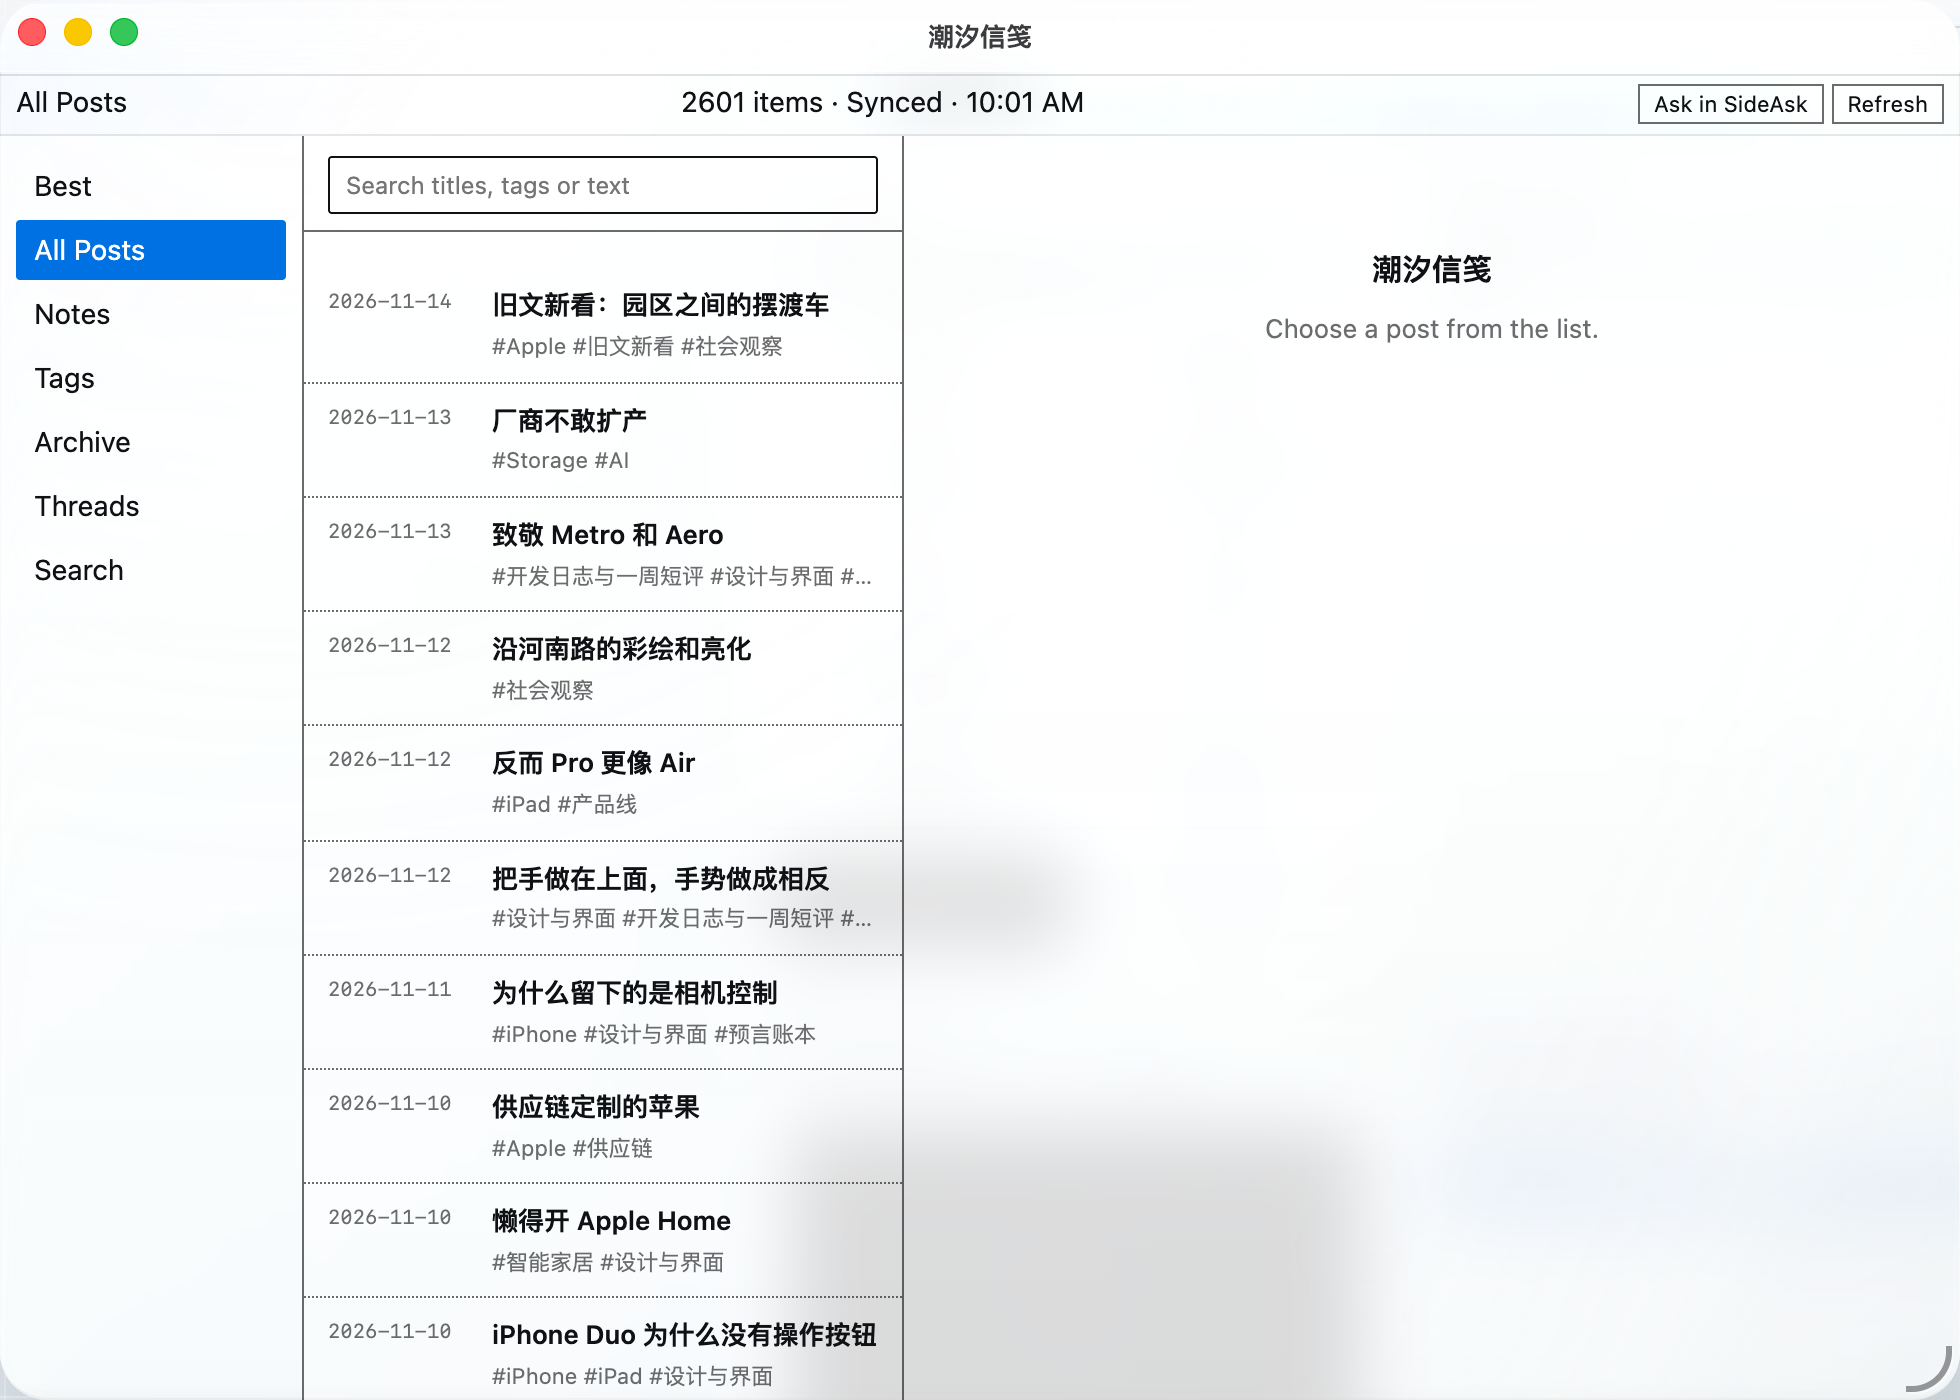 潮汐信笺
All Posts
2601 items · Synced · 10:01 AM
Ask in SideAsk
Refresh
Best
All Posts
Notes
Tags
Archive
Threads
Search
Search titles, tags or text
2026-11-14
旧文新看：园区之间的摆渡车
#Apple #旧文新看 #社会观察
2026-11-13
厂商不敢扩产
#Storage #AI
2026-11-13
致敬 Metro 和 Aero
#开发日志与一周短评 #设计与界面 #...
2026-11-12
沿河南路的彩绘和亮化
#社会观察
2026-11-12
反而 Pro 更像 Air
#iPad #产品线
2026-11-12
把手做在上面，手势做成相反
#设计与界面 #开发日志与一周短评 #...
2026-11-11
为什么留下的是相机控制
#iPhone #设计与界面 #预言账本
2026-11-10
供应链定制的苹果
#Apple #供应链
2026-11-10
懒得开 Apple Home
#智能家居 #设计与界面
2026-11-10
iPhone Duo 为什么没有操作按钮
#iPhone #iPad #设计与界面
潮汐信笺
Choose a post from the list.